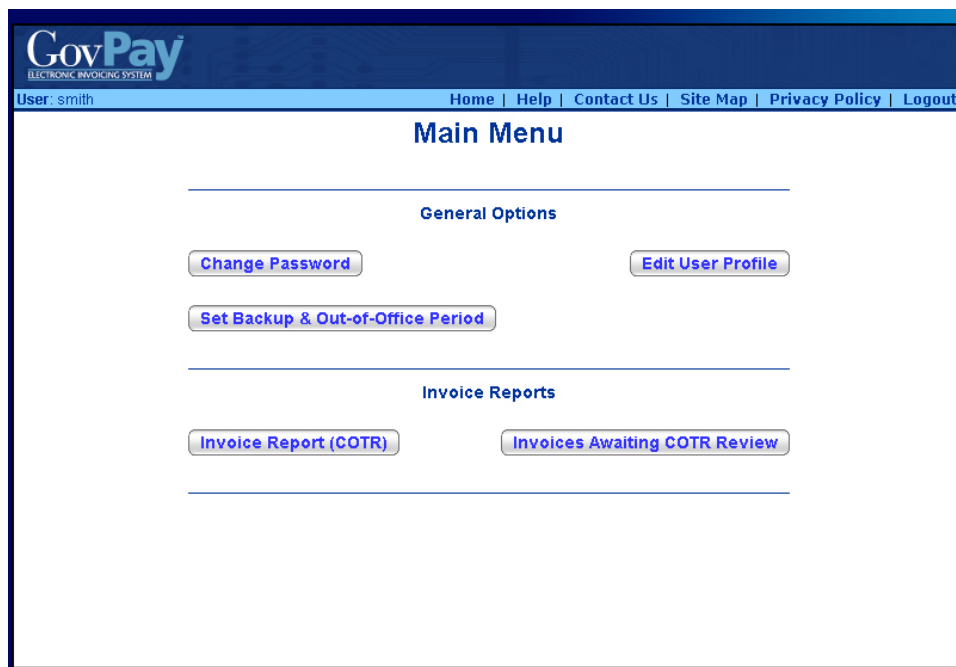 GovPay
ELECTRONIC INVOICING SYSTEM
User: smith Home | Help | Contact Us | Site Map | Privacy Policy | Logout
Main Menu
General Options
Change Password Edit User Profile
Set Backup & Out-of-Office Period
Invoice Reports
Invoice Report (COTR) Invoices Awaiting COTR Review